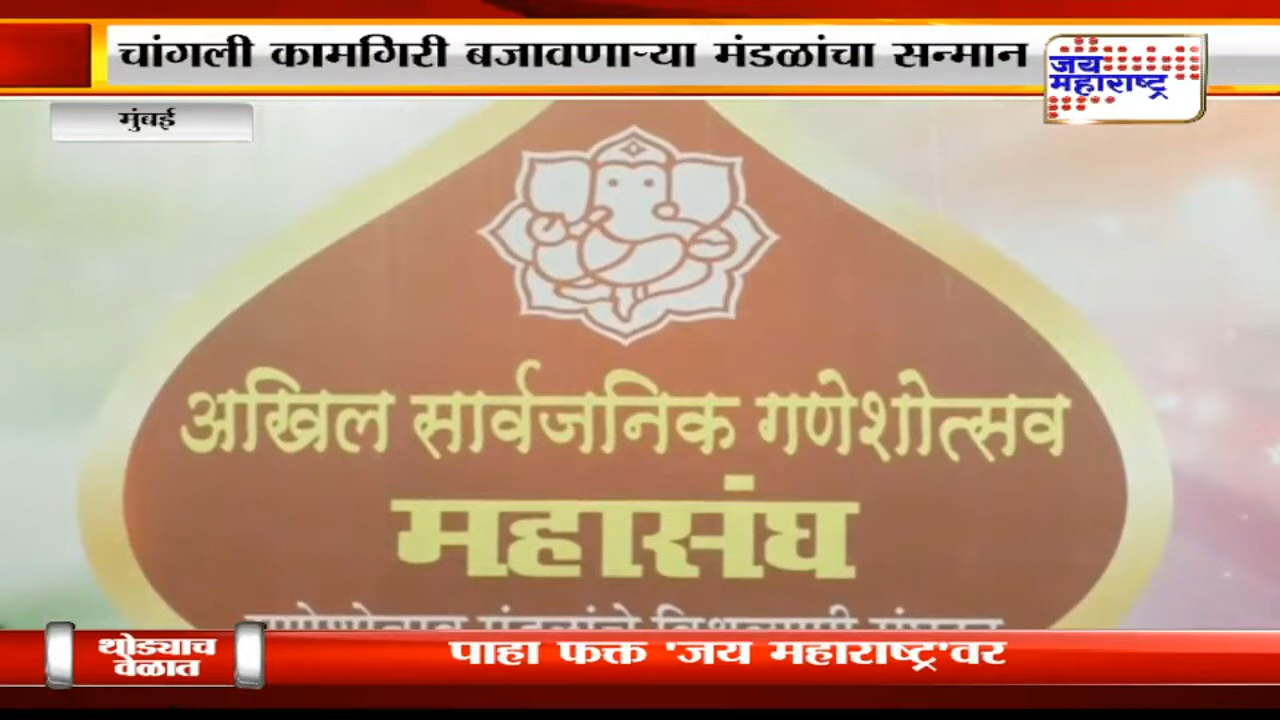 चांगली कामगिरी बजावणाऱ्या मंडळांचा सन्मान
जय
महाराष्ट्र
मुंबई
अखिल सार्वजनिक गणेशोत्सव
महासंघ
थोड्याच
वेळात
पाहा फक्त 'जय महाराष्ट्र'वर